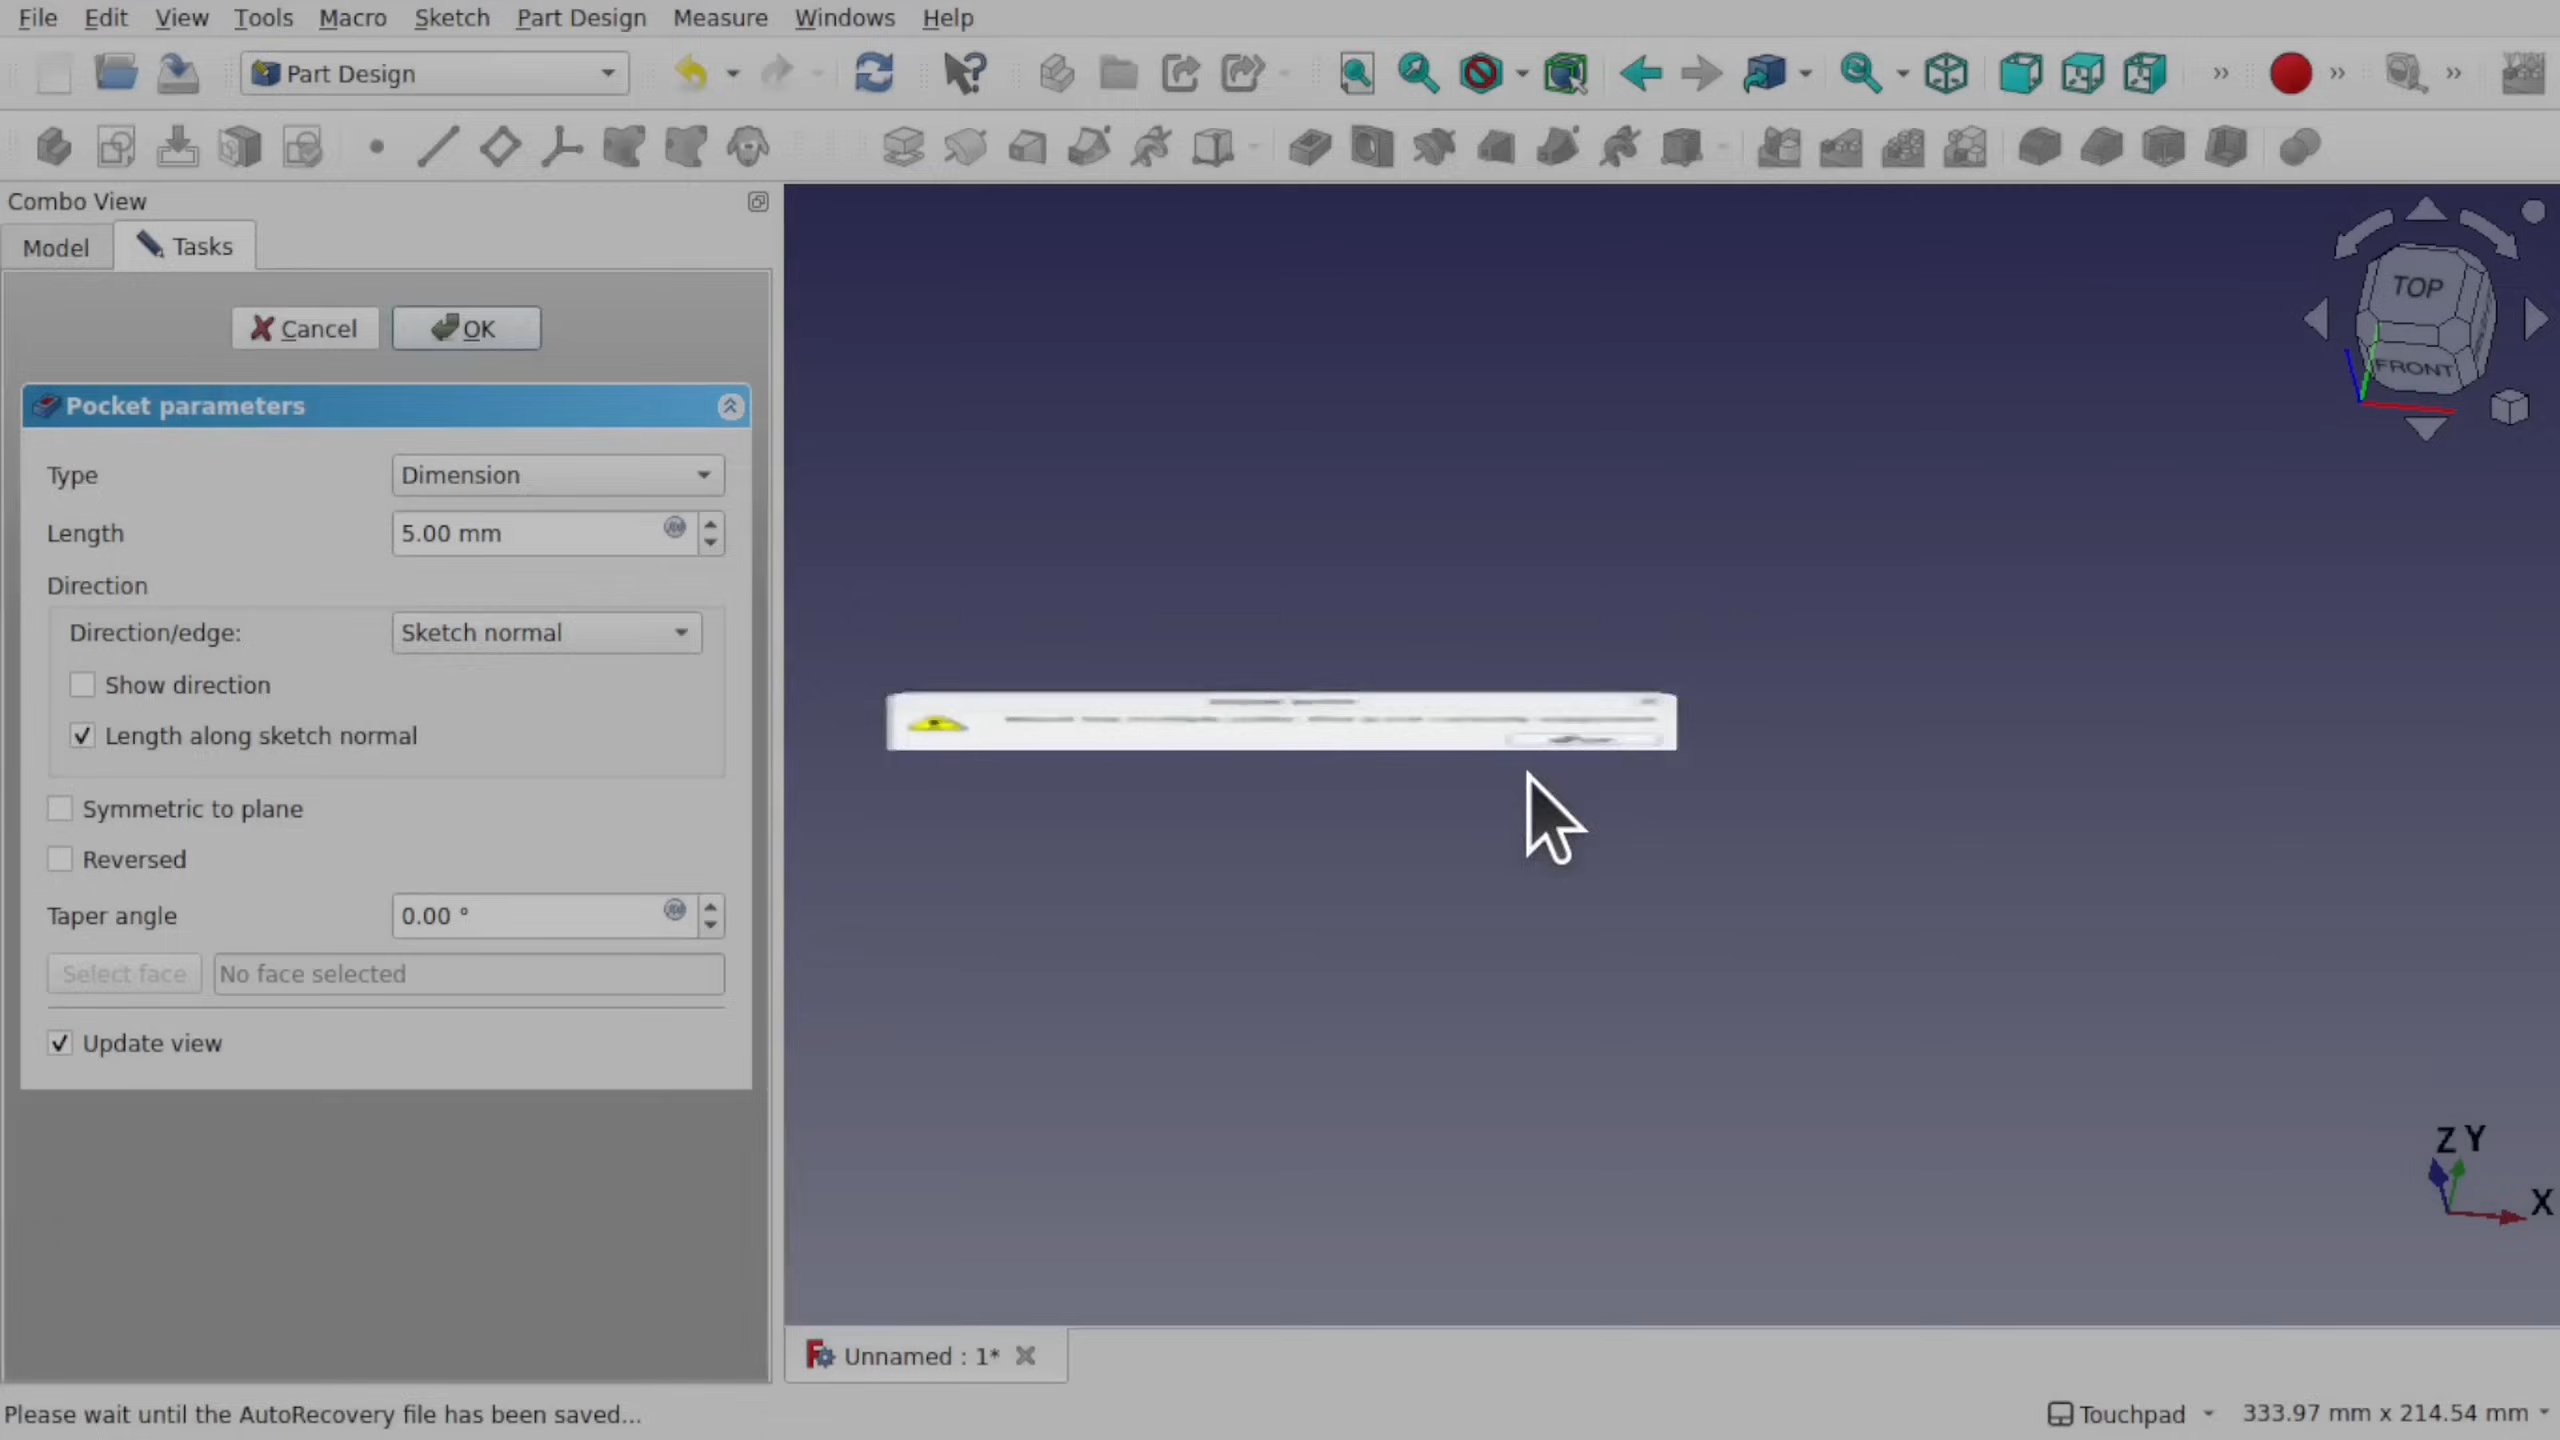 File Edit View Tools Macro Sketch Part Design Measure Windows Help
Part Design
Combo View
Model
Tasks
Cancel
OK
Pocket parameters
Type
Dimension
Length
5.00 mm
Direction
Direction/edge:
Sketch normal
Show direction
Length along sketch normal
Symmetric to plane
Reversed
Taper angle
0.00 °
Select face
No face selected
Update view
TOP
FRONT
Z Y
X
Unnamed : 1*
Please wait until the AutoRecovery file has been saved...
Touchpad
333.97 mm x 214.54 mm